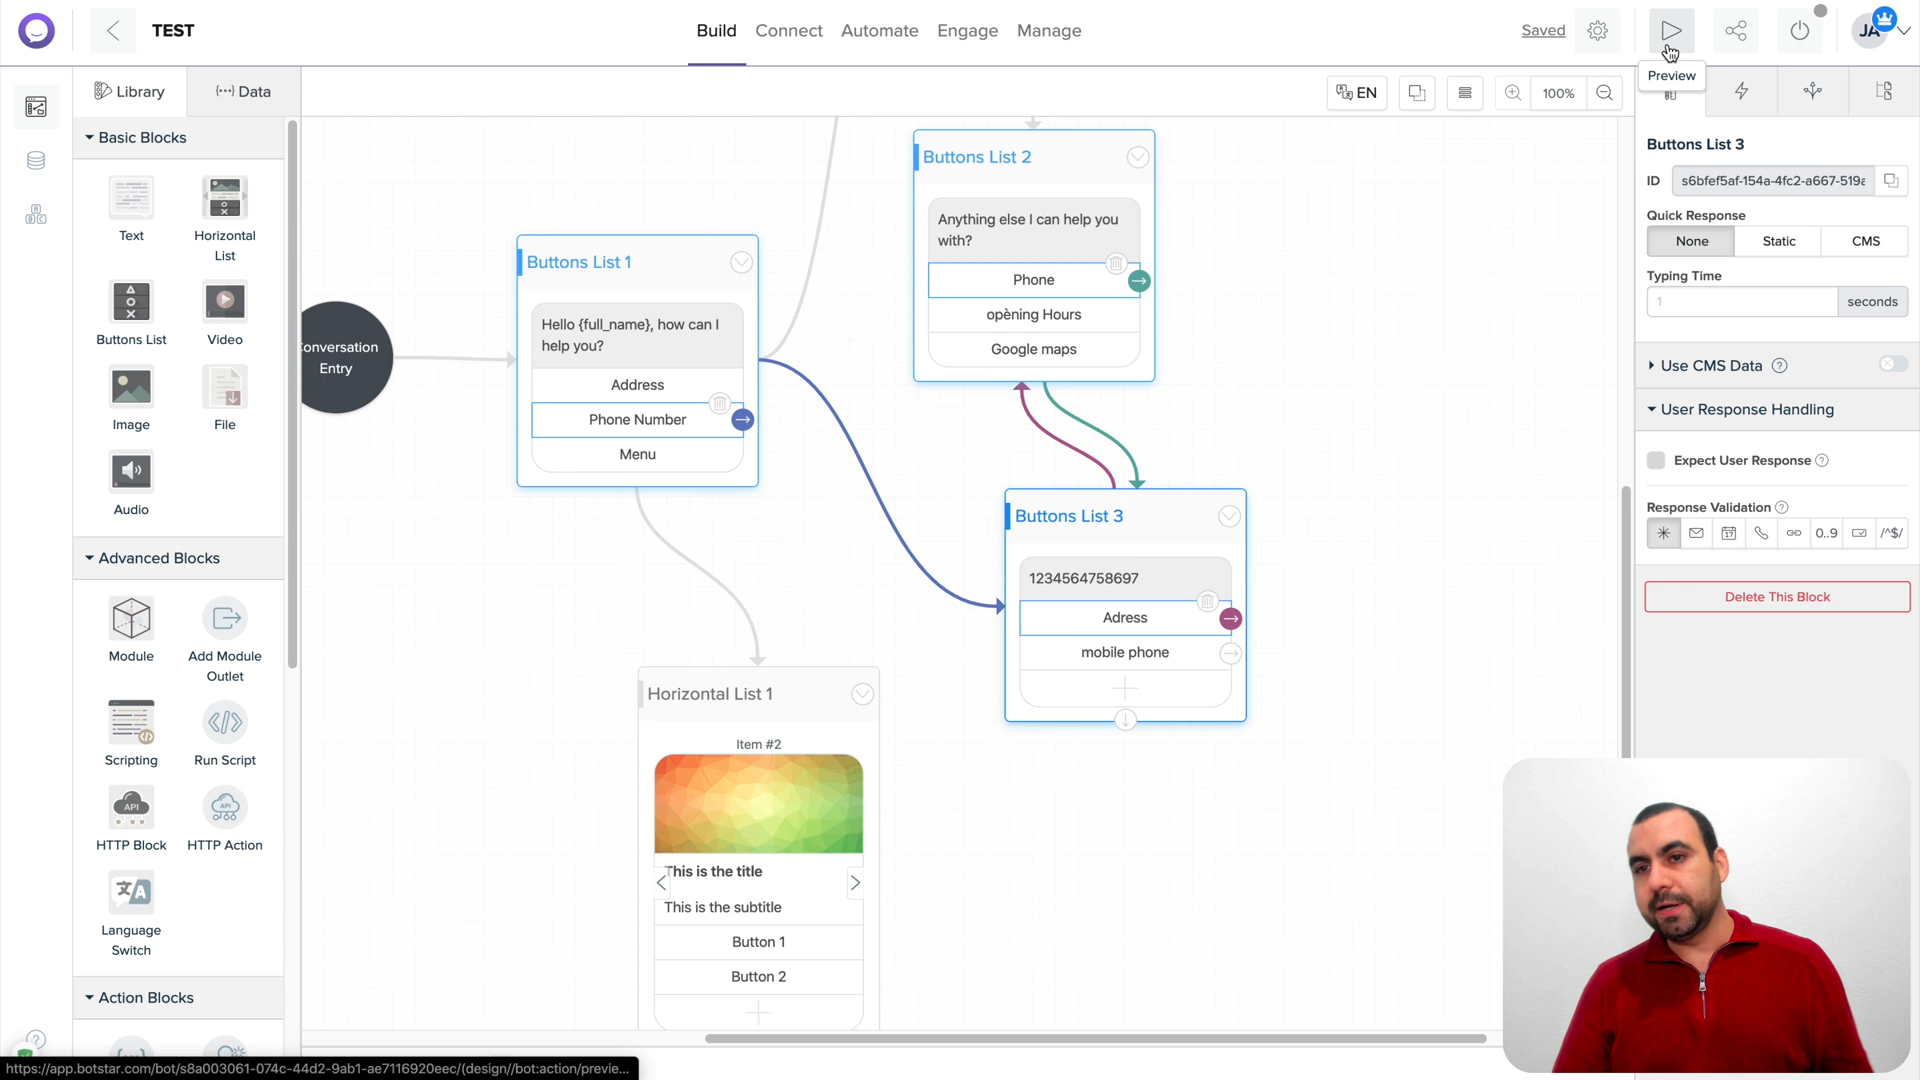 TEST
Build
Connect
Automate
Engage
Manage
Saved
JA
Preview
Library
Data
EN
100%
Basic Blocks
Text
Horizontal
List
Buttons List
Video
Image
File
Audio
Advanced Blocks
Module
Add Module
Outlet
Scripting
Run Script
API
API
HTTP Block
HTTP Action
Language
Switch
Action Blocks
onversation
Entry
Buttons List 1
Hello {full_name}, how can I
help you?
Address
Phone Number
Menu
Buttons List 2
Anything else I can help you
with?
Phone
opèning Hours
Google maps
Buttons List 3
1234564758697
Adress
mobile phone
Horizontal List 1
Item #2
This is the title
This is the subtitle
Button 1
Button 2
Buttons List 3
ID
s6bfef5af-154a-4fc2-a667-519a
Quick Response
None
Static
CMS
Typing Time
1
seconds
Use CMS Data
User Response Handling
Expect User Response
Response Validation
0..9
/^$/
Delete This Block
https://app.botstar.com/bot/s8a003061-074c-44d2-9ab1-ae7116920eec/(design//bot:action/previe...